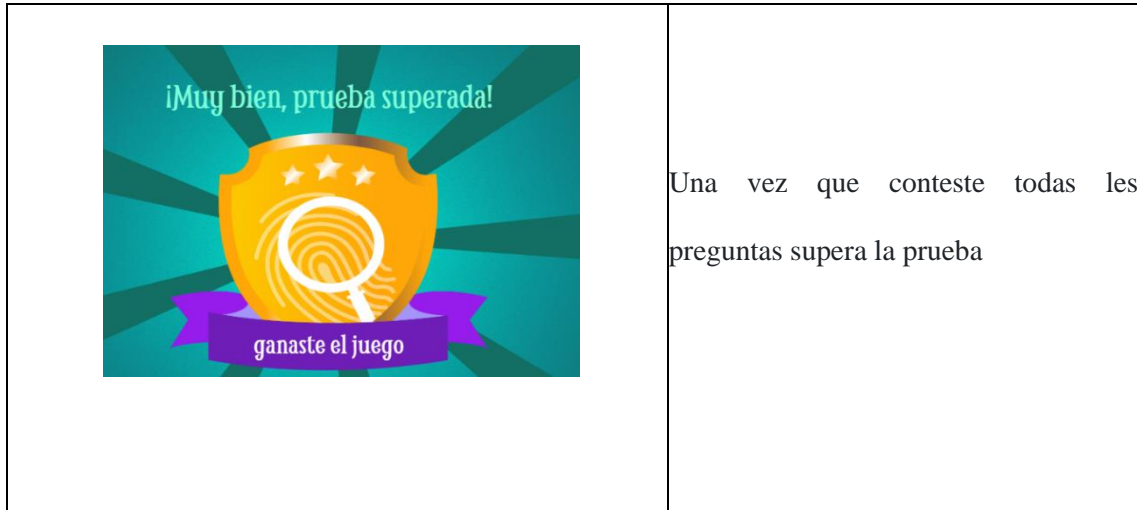 ¡Muy bien, prueba superada!
ganaste el juego
Una vez que conteste todas les
preguntas supera la prueba